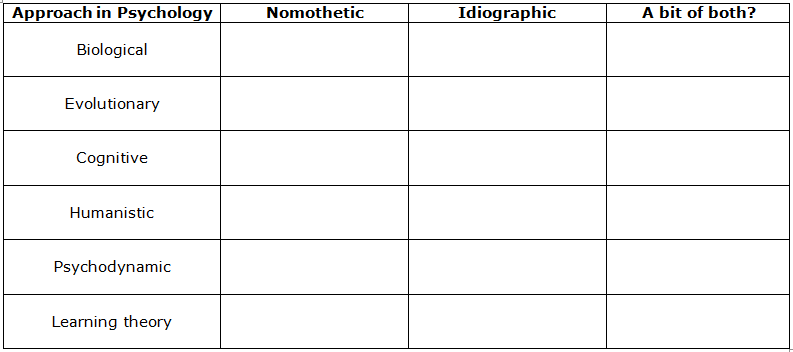 Approach in Psychology Nomothetic Idiographic A bit of both?
Biological
Evolutionary
Cognitive
Humanistic
Psychodynamic
Learning theory